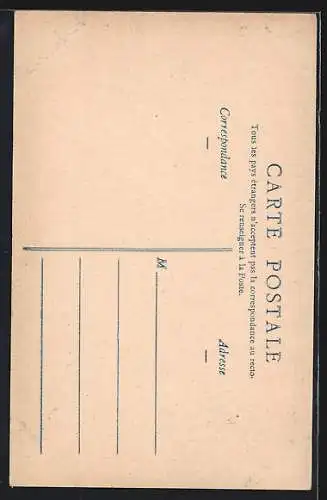 CARTE POSTALE
Tous les pays étrangers n'acceptent pas la correspondance au recto.
Se renseigner à la Poste.
Correspondance
Adresse
M